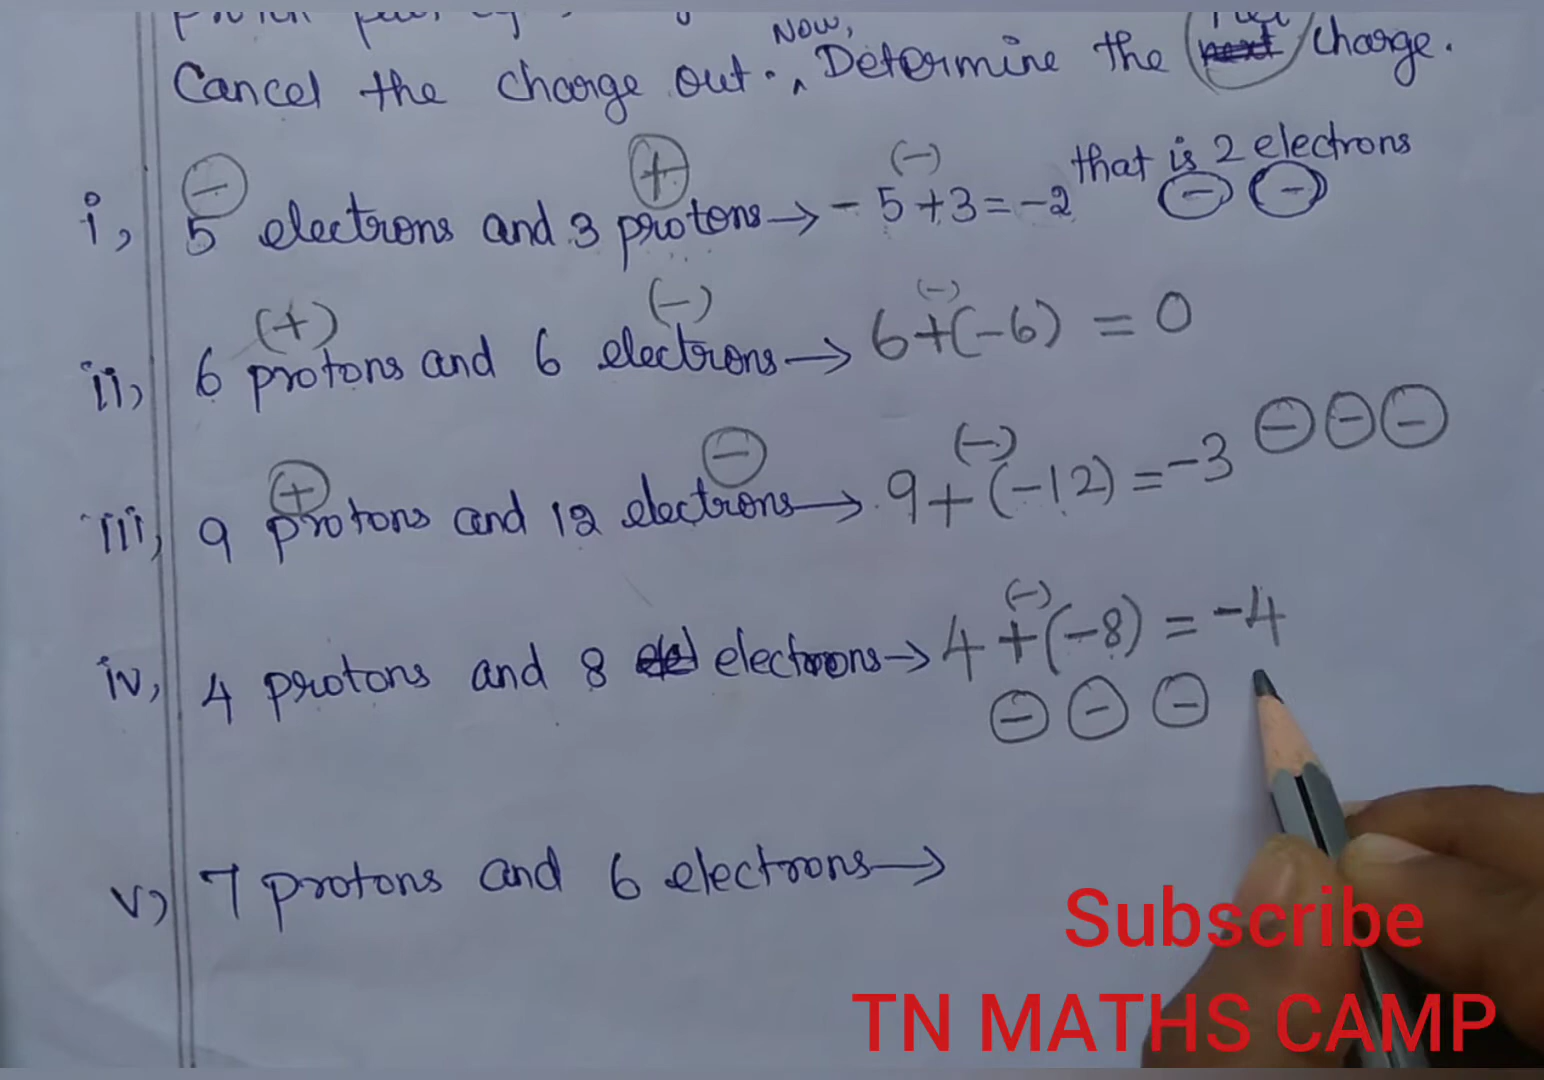 Cancel the charge out. Now, Determine the Net charge.
i, 5 electrons and 3 protons → - 5 + 3 = -2 that is 2 electrons
(-) (+) (-) - -
ii, 6 protons and 6 electrons → 6 + (-6) = 0
(+) (-) (-)
iii, 9 protons and 12 electrons → 9 + (-12) = -3
+ - (-) - - -
iv, 4 protons and 8 electrons → 4 + (-8) = -4
(-)
- - -
v, 7 protons and 6 electrons →
Subscribe
TN MATHS CAMP